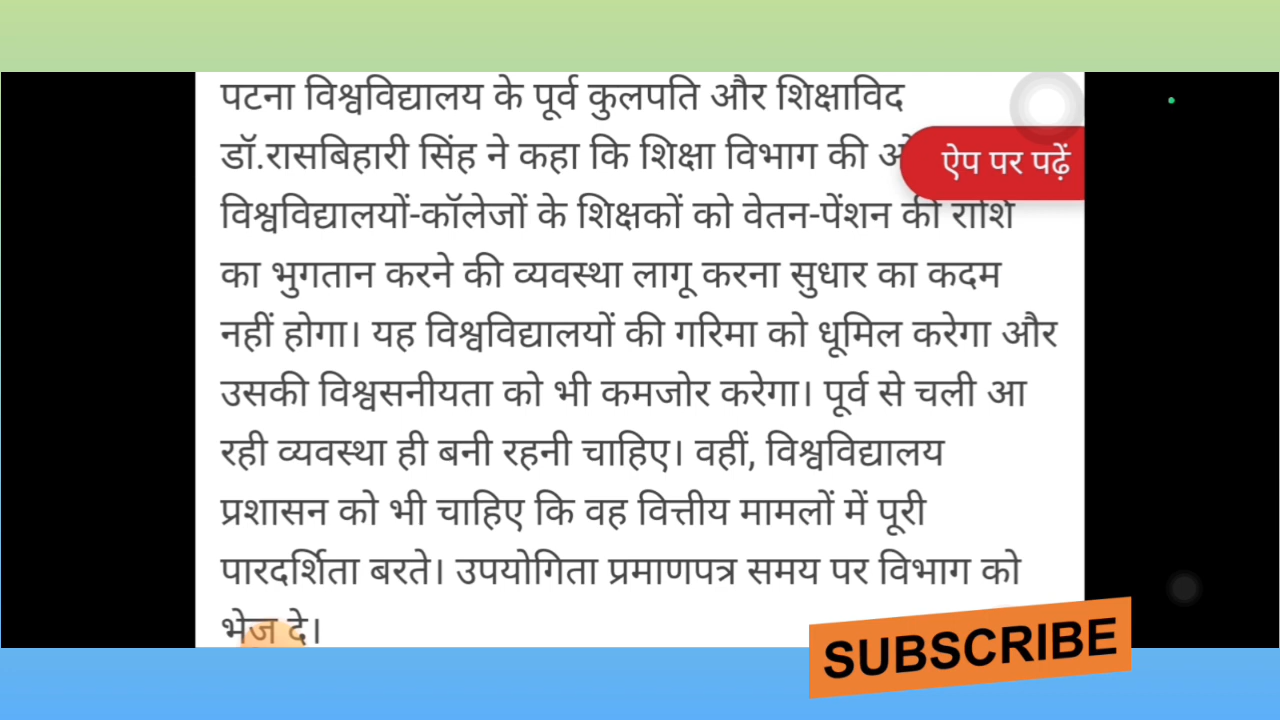 पटना विश्वविद्यालय के पूर्व कुलपति और शिक्षाविद
डॉ.रासबिहारी सिंह ने कहा कि शिक्षा विभाग की
ऐप पर पढ़ें
विश्वविद्यालयों-कॉलेजों के शिक्षकों को वेतन-पेंशन की राशि
का भुगतान करने की व्यवस्था लागू करना सुधार का कदम
नहीं होगा। यह विश्वविद्यालयों की गरिमा को धूमिल करेगा और
उसकी विश्वसनीयता को भी कमजोर करेगा। पूर्व से चली आ
रही व्यवस्था ही बनी रहनी चाहिए। वहीं, विश्वविद्यालय
प्रशासन को भी चाहिए कि वह वित्तीय मामलों में पूरी
पारदर्शिता बरते। उपयोगिता प्रमाणपत्र समय पर विभाग को
भेज दे।
SUBSCRIBE